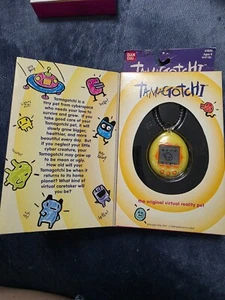 Tamagotchi is a
tiny pet from cyberspace
who needs your love to
survive and grow. If you
take good care of your
Tamagotchi pet, it will
slowly grow bigger,
healthier, and more
beautiful every day. But
if you neglect your little
cyber creature, your
Tamagotchi may grow up
to be mean or ugly.
How old will your
Tamagotchi be when it
returns to its home
planet? What kind of
virtual caretaker will
you be?
BAN
DAI
TAMAGOTCHI
TAMAGOTCHI
the original virtual reality pet